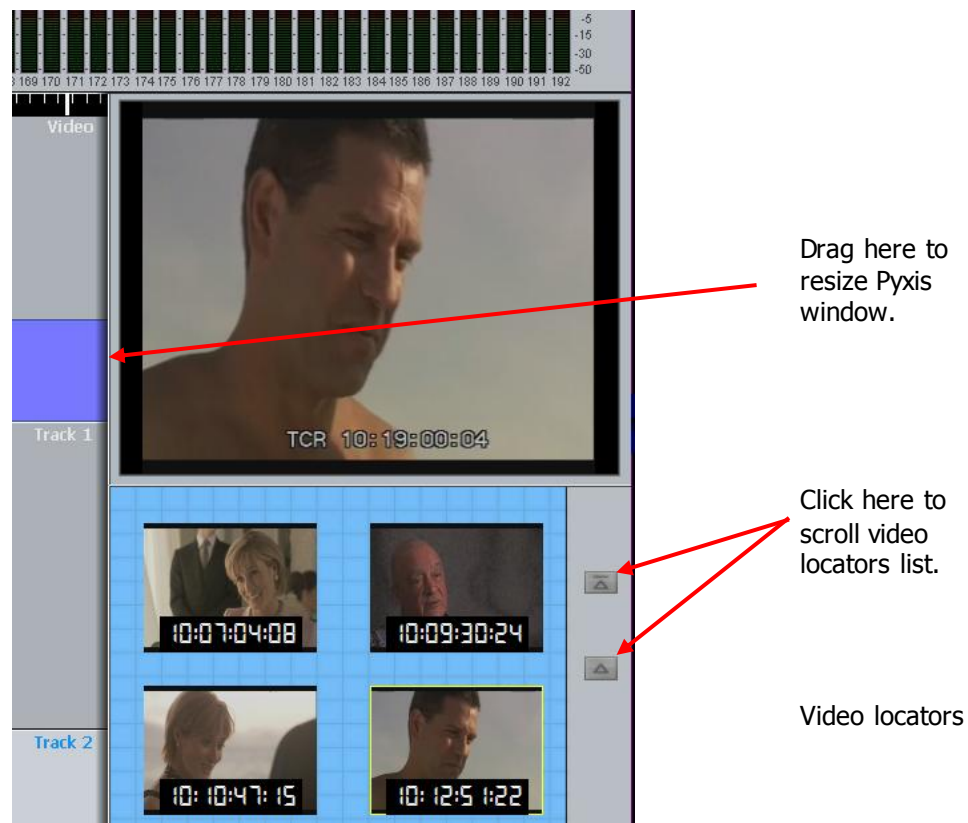 -5
-15
-30
-50
169 170 171 172 173 174 175 176 177 178 179 180 181 182 183 184 185 186 187 188 189 190 191 192
Video
Drag here to
resize Pyxis
window.
Track 1
TCR 10:19:00:04
Click here to
scroll video
locators list.
10:07:04:08
10:09:30:24
Video locators
Track 2
10:10:47:15
10:12:51:22